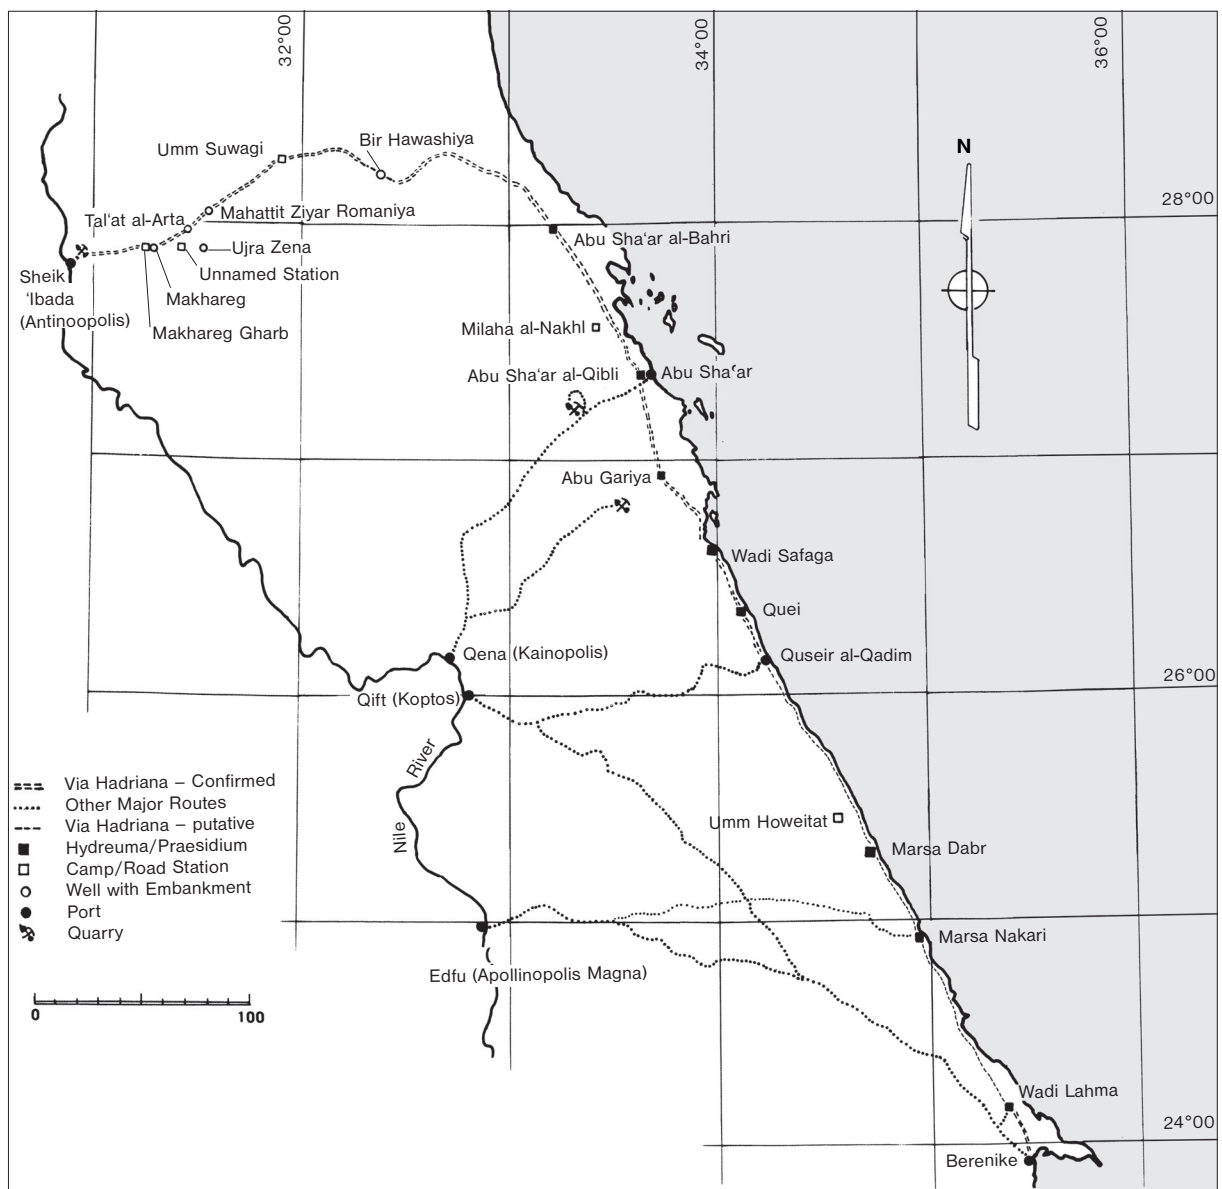 32°00
34°00
36°00
N
Bir Hawashiya
Umm Suwagi
Tal‘at al-Arta
Mahattit Ziyar Romaniya
28°00
Abu Sha‘ar al-Bahri
Ujra Zena
Unnamed Station
Sheik
‘Ibada
(Antinoopolis)
Makhareg
Makhareg Gharb
Milaha al-Nakhl
Abu Sha‘ar al-Qibli
Abu Sha‘ar
Abu Gariya
Wadi Safaga
Quei
Qena (Kainopolis)
Quseir al-Qadim
26°00
Qift (Koptos)
Nile River
Via Hadriana – Confirmed
Other Major Routes
Via Hadriana – putative
Hydreuma/Praesidium
Camp/Road Station
Well with Embankment
Port
Quarry
0 100
Umm Howeitat
Marsa Dabr
Marsa Nakari
Edfu (Apollinopolis Magna)
Wadi Lahma
24°00
Berenike